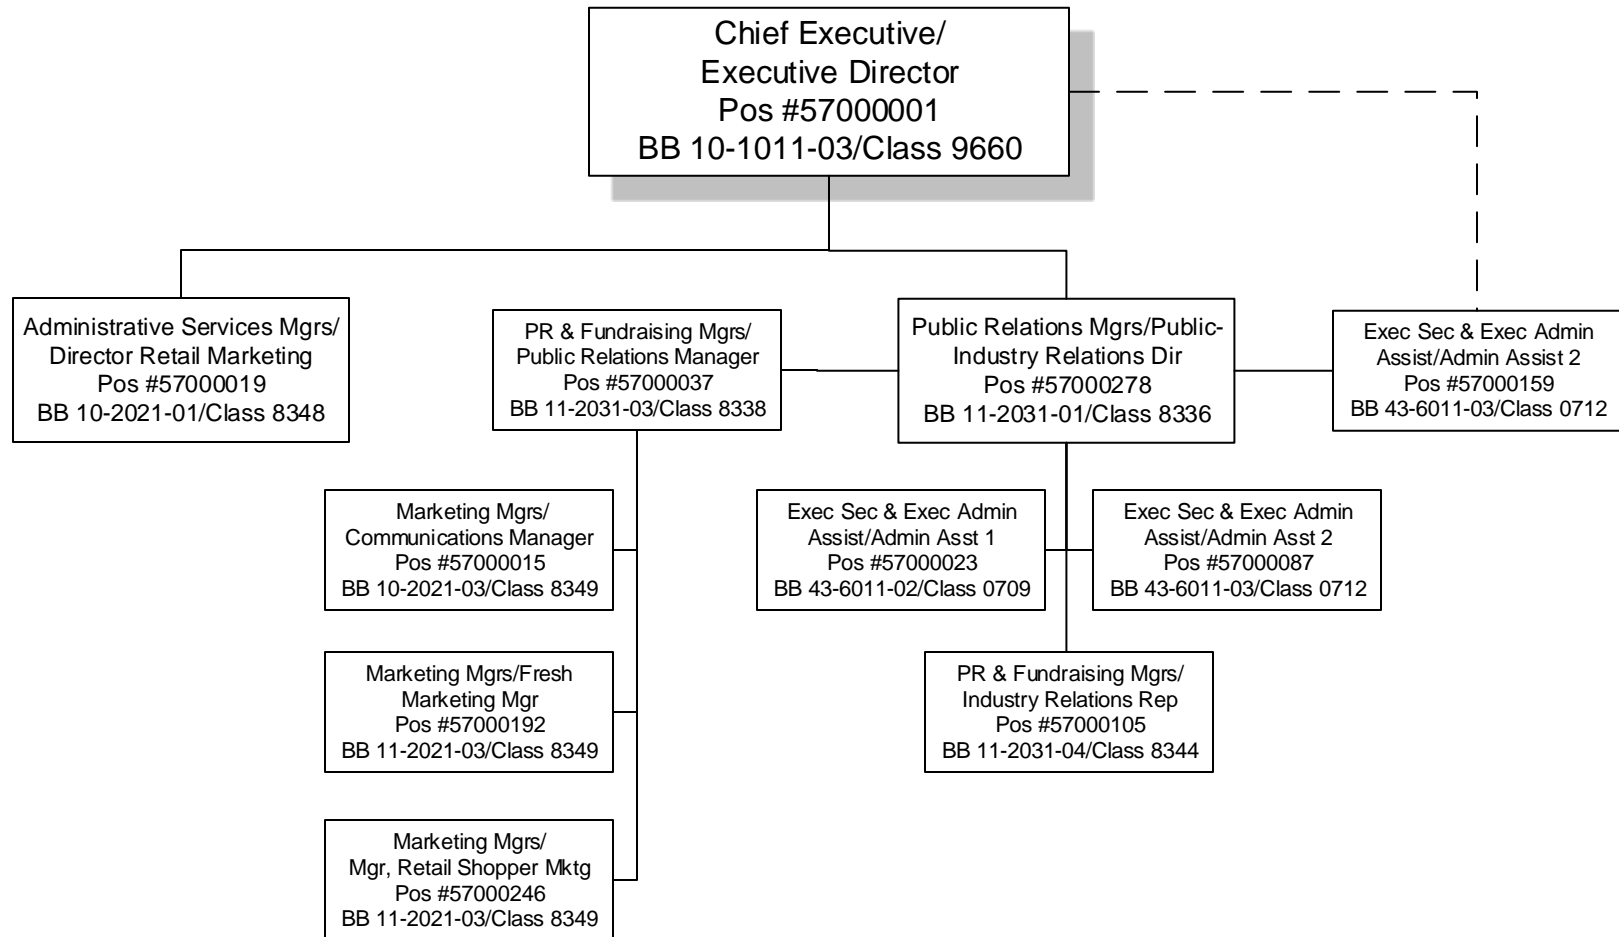 Chief Executive/
Executive Director
Pos #57000001
BB 10-1011-03/Class 9660
Administrative Services Mgrs/
Director Retail Marketing
Pos #57000019
BB 10-2021-01/Class 8348
PR & Fundraising Mgrs/
Public Relations Manager
Pos #57000037
BB 11-2031-03/Class 8338
Public Relations Mgrs/Public-
Industry Relations Dir
Pos #57000278
BB 11-2031-01/Class 8336
Exec Sec & Exec Admin
Assist/Admin Assist 2
Pos #57000159
BB 43-6011-03/Class 0712
Marketing Mgrs/
Communications Manager
Pos #57000015
BB 10-2021-03/Class 8349
Exec Sec & Exec Admin
Assist/Admin Asst 1
Pos #57000023
BB 43-6011-02/Class 0709
Exec Sec & Exec Admin
Assist/Admin Asst 2
Pos #57000087
BB 43-6011-03/Class 0712
Marketing Mgrs/Fresh
Marketing Mgr
Pos #57000192
BB 11-2021-03/Class 8349
PR & Fundraising Mgrs/
Industry Relations Rep
Pos #57000105
BB 11-2031-04/Class 8344
Marketing Mgrs/
Mgr, Retail Shopper Mktg
Pos #57000246
BB 11-2021-03/Class 8349